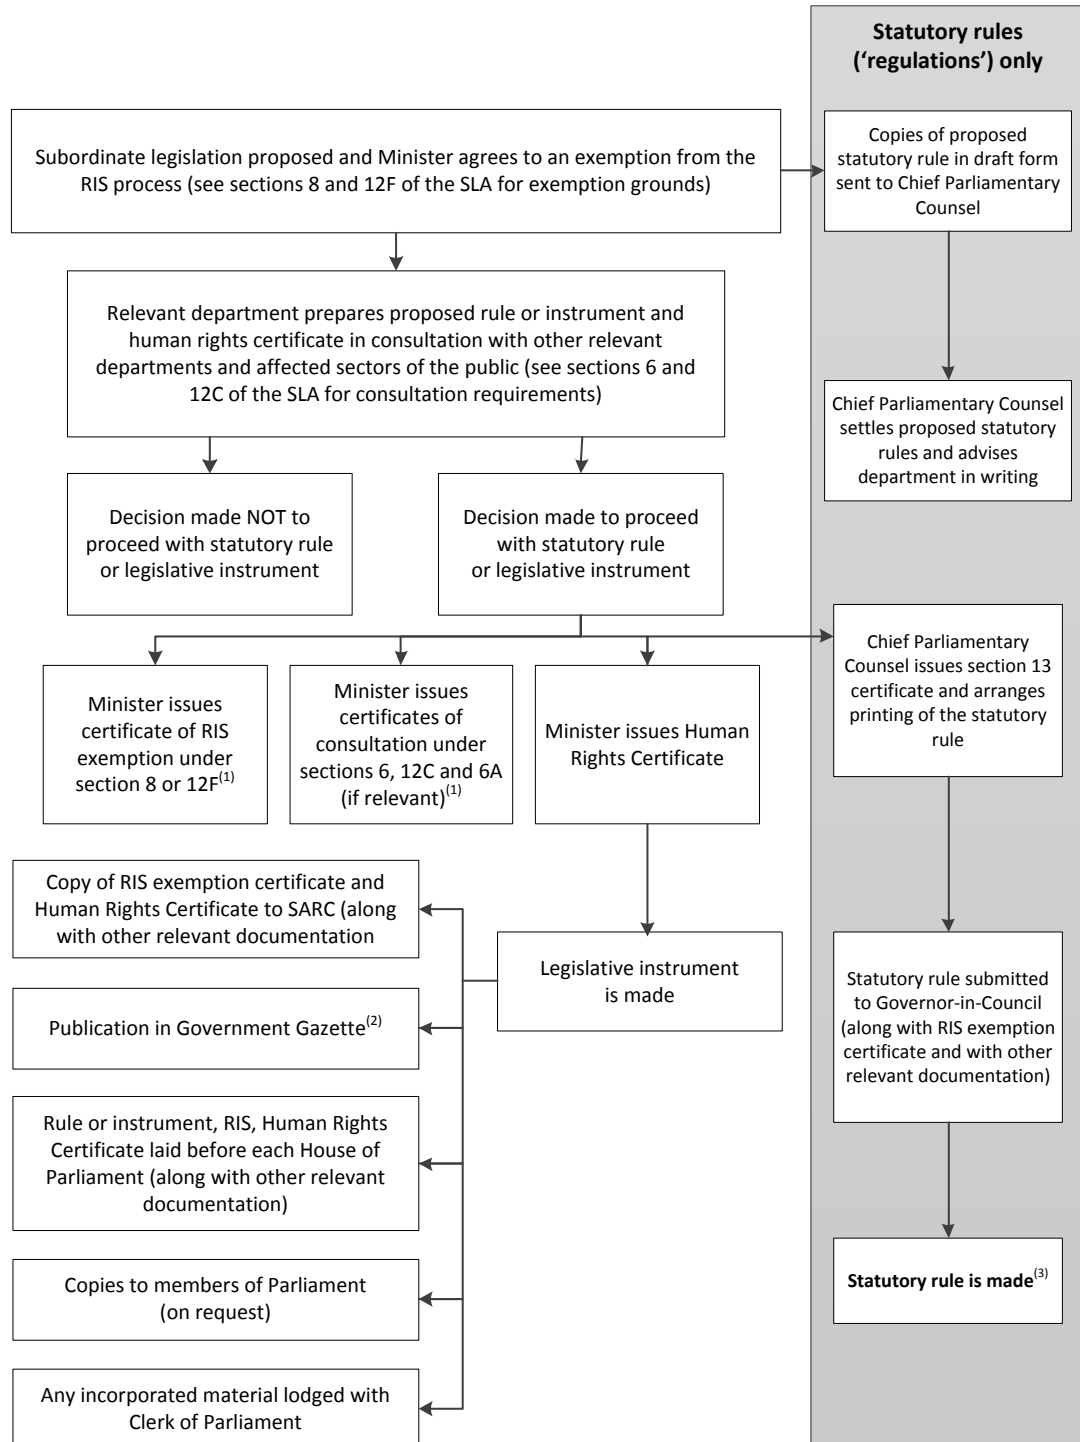 Statutory rules
(‘regulations’) only
Subordinate legislation proposed and Minister agrees to an exemption from the
RIS process (see sections 8 and 12F of the SLA for exemption grounds)
Copies of proposed
statutory rule in draft form
sent to Chief Parliamentary
Counsel
Relevant department prepares proposed rule or instrument and
human rights certificate in consultation with other relevant
departments and affected sectors of the public (see sections 6 and
12C of the SLA for consultation requirements)
Chief Parliamentary Counsel
settles proposed statutory
rules and advises
department in writing
Decision made NOT to
proceed with statutory rule
or legislative instrument
Decision made to proceed
with statutory rule
or legislative instrument
Chief Parliamentary
Counsel issues section 13
certificate and arranges
printing of the statutory
rule
Minister issues
certificate of RIS
exemption under
section 8 or 12F(1)
Minister issues
certificates of
consultation under
sections 6, 12C and 6A
(if relevant)(1)
Minister issues Human
Rights Certificate
Copy of RIS exemption certificate and
Human Rights Certificate to SARC (along
with other relevant documentation
Legislative instrument
is made
Statutory rule submitted
to Governor-in-Council
(along with RIS exemption
certificate and with other
relevant documentation)
Publication in Government Gazette(2)
Rule or instrument, RIS, Human Rights
Certificate laid before each House of
Parliament (along with other relevant
documentation)
Copies to members of Parliament
(on request)
Statutory rule is made(3)
Any incorporated material lodged with
Clerk of Parliament